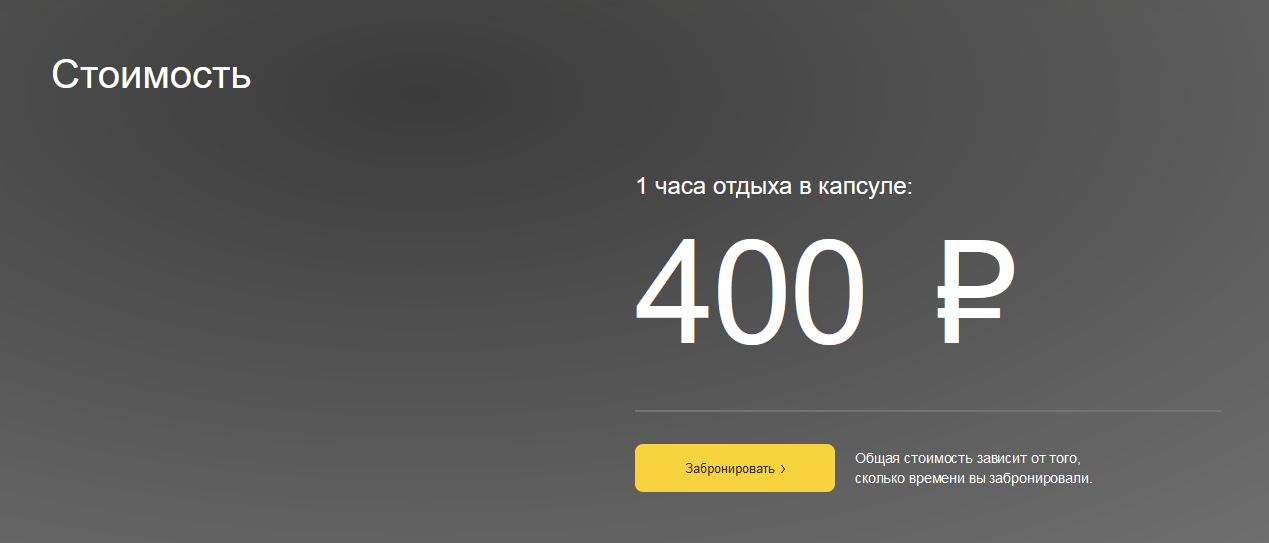 Стоимость
1 часа отдыха в капсуле:
400 ₽
Забронировать ›
Общая стоимость зависит от того,
сколько времени вы забронировали.